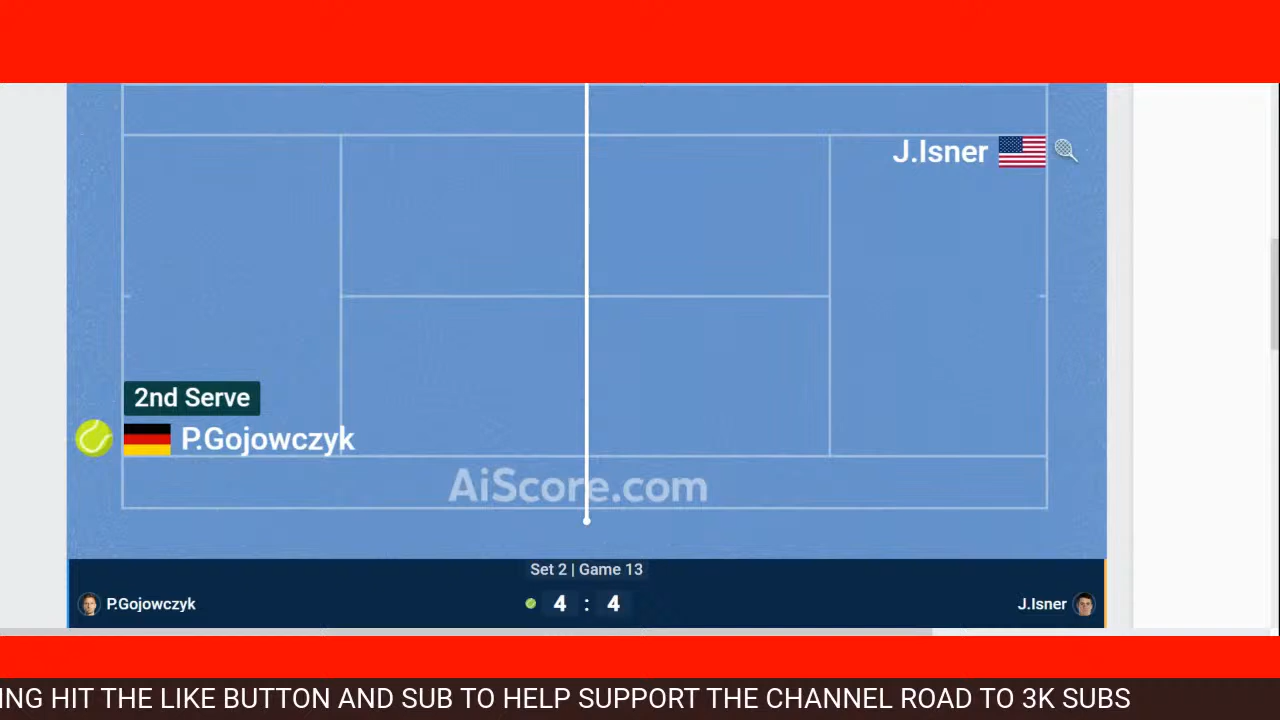 J.Isner
2nd Serve
P.Gojowczyk
AiScore.com
Set 2 | Game 13
P.Gojowczyk 4 : 4 J.Isner
ING HIT THE LIKE BUTTON AND SUB TO HELP SUPPORT THE CHANNEL ROAD TO 3K SUBS